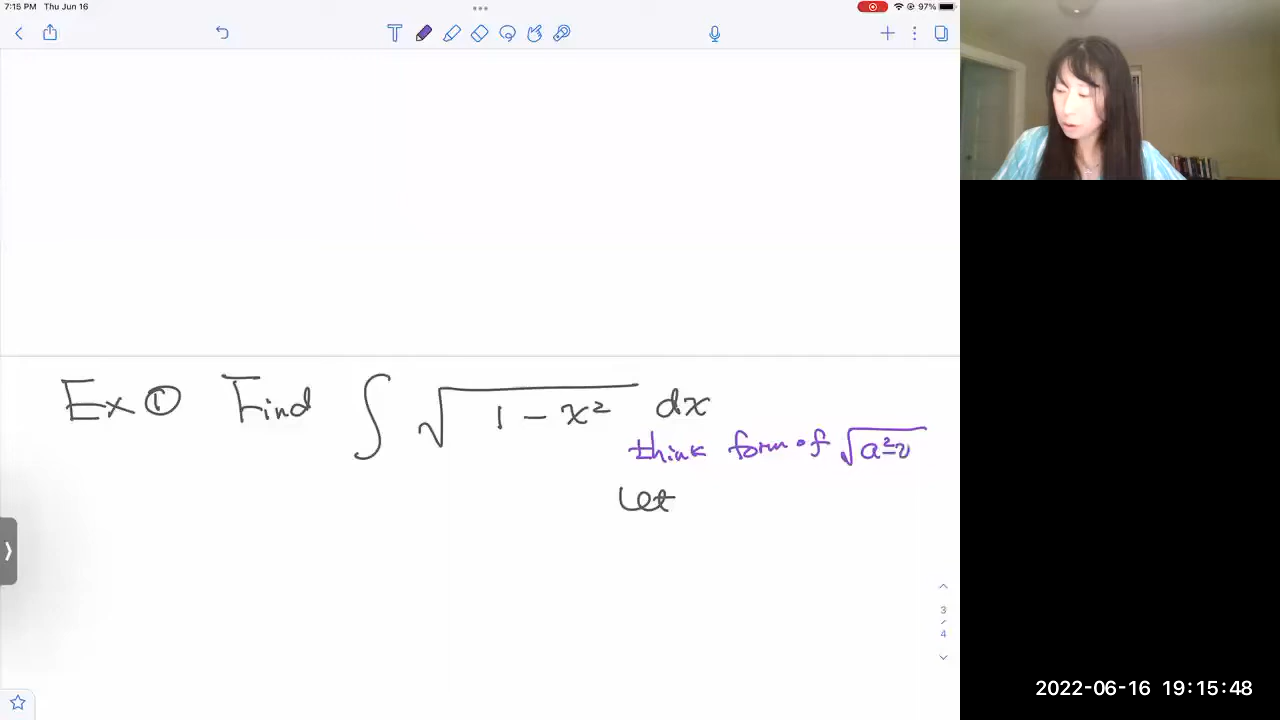 7:15 PM Thu Jun 16
97%
Ex ① Find ∫ √(1 - x²) dx
think form of √(a²-v
Let
3
/
4
2022-06-16 19:15:48